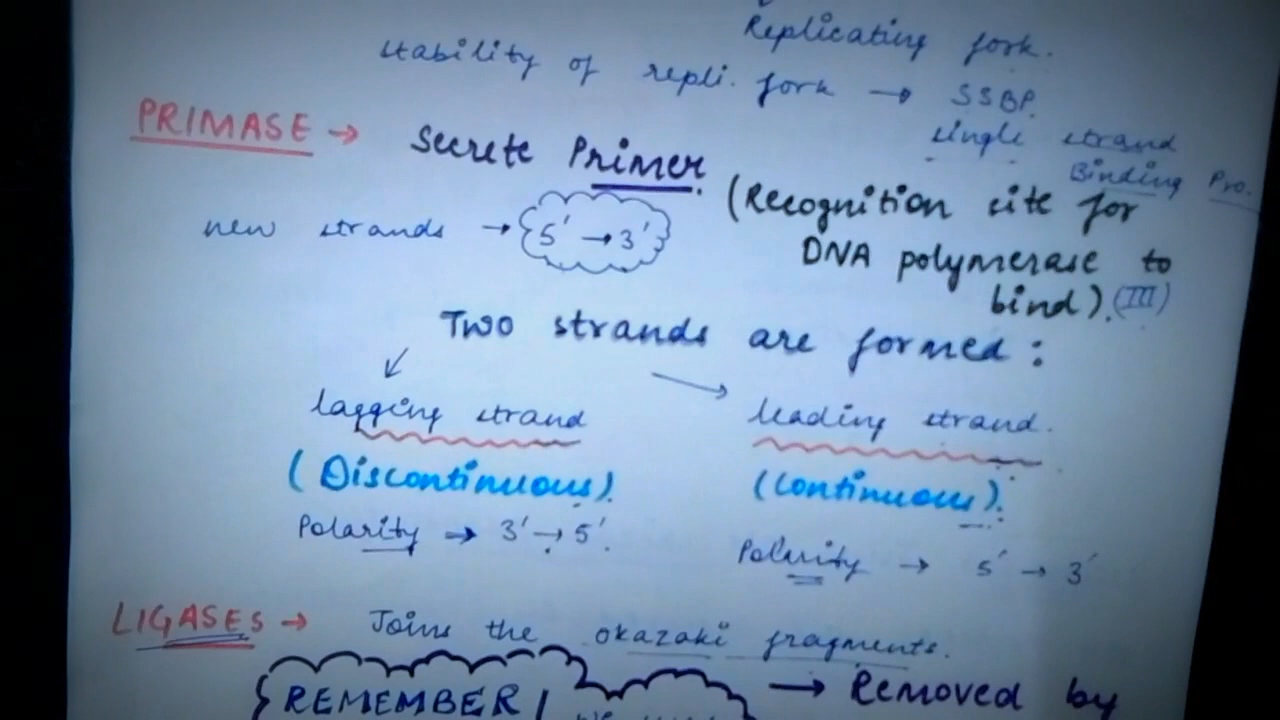 Replicating fork.
stability of repli. fork → SSBP.
single strand
Binding Pro.
PRIMASE → Secrete Primer.
(Recognition site for
DNA polymerase to
bind). (III)
new strands → 5' → 3'
Two strands are formed :
lagging strand
(Discontinuous).
Polarity → 3' → 5'.
leading strand.
(Continuous).
Polarity → 5' → 3'
LIGASES → Joins the okazaki fragments.
REMEMBER!
→ Removed by